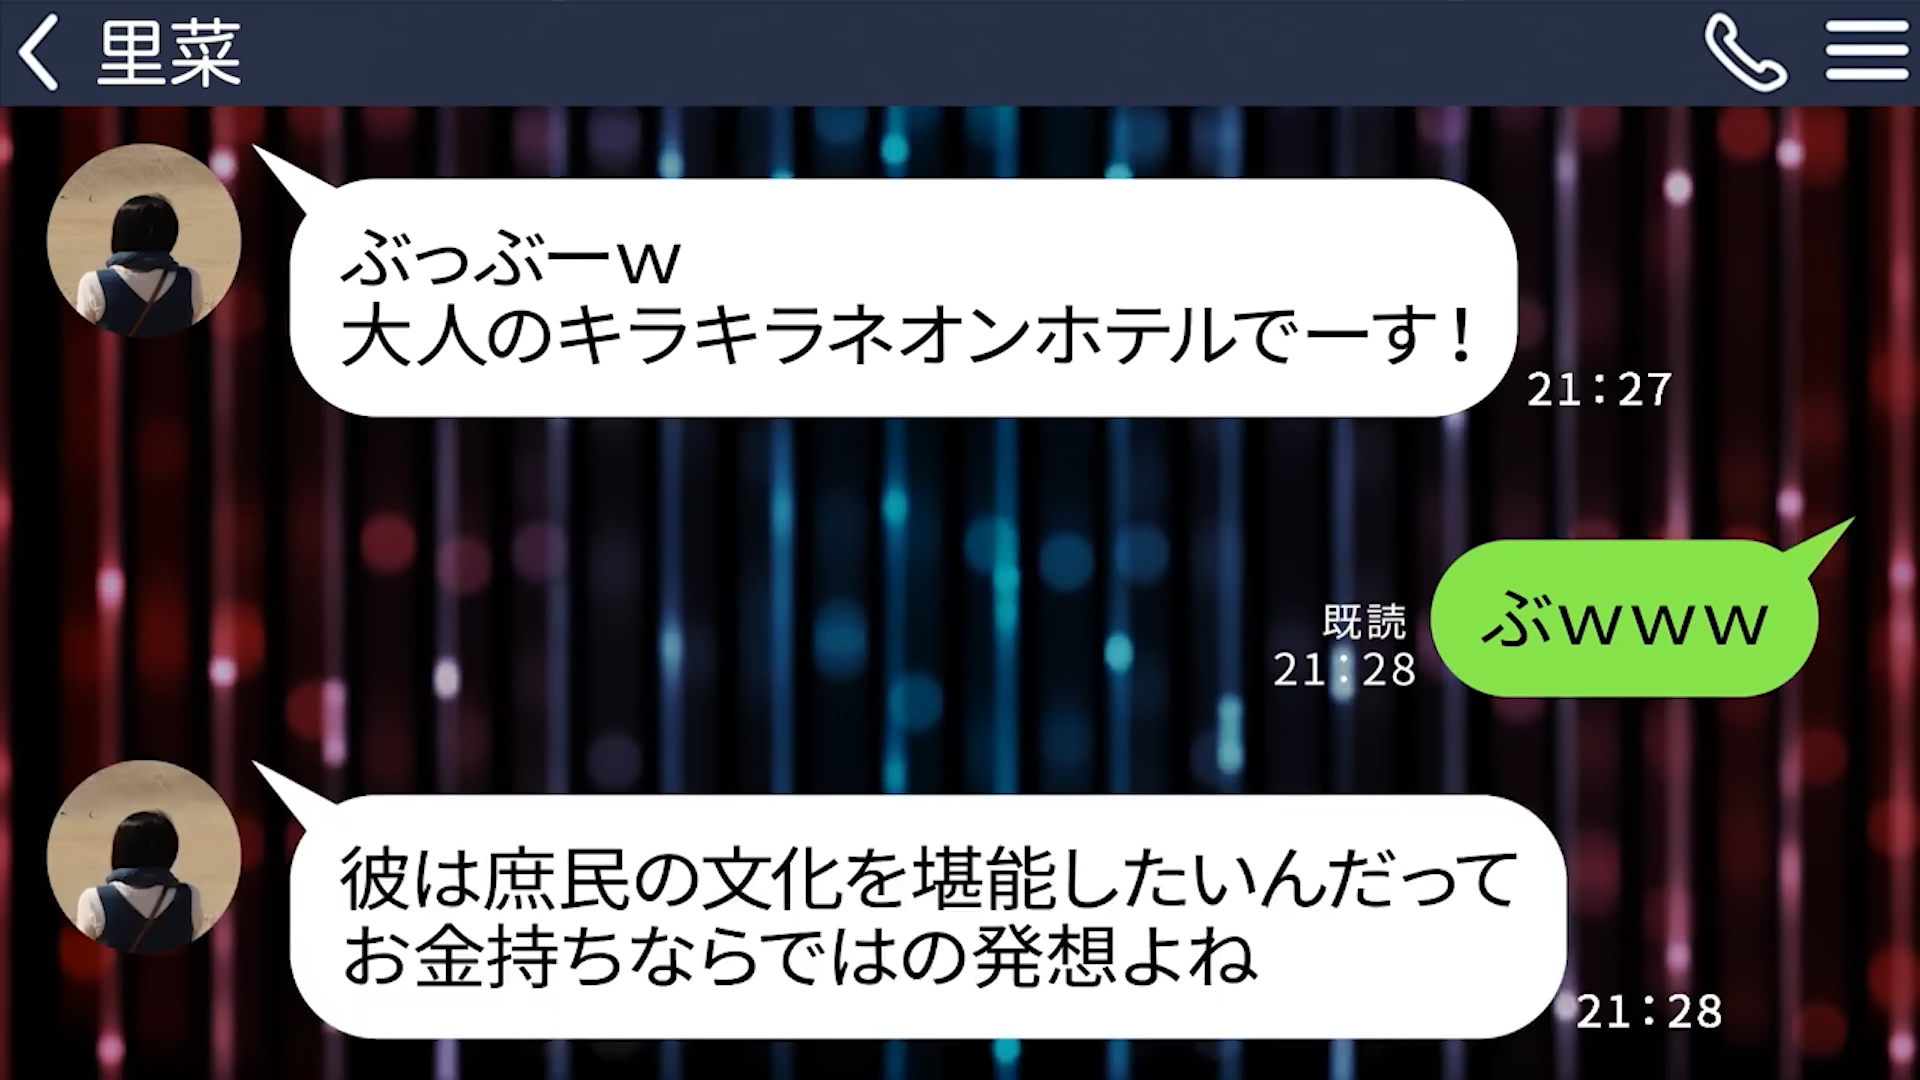 里菜
ぶっぶーｗ
大人のキラキラネオンホテルでーす！
21：27
ぶｗｗｗ
既読
21：28
彼は庶民の文化を堪能したいんだって
お金持ちならではの発想よね
21：28